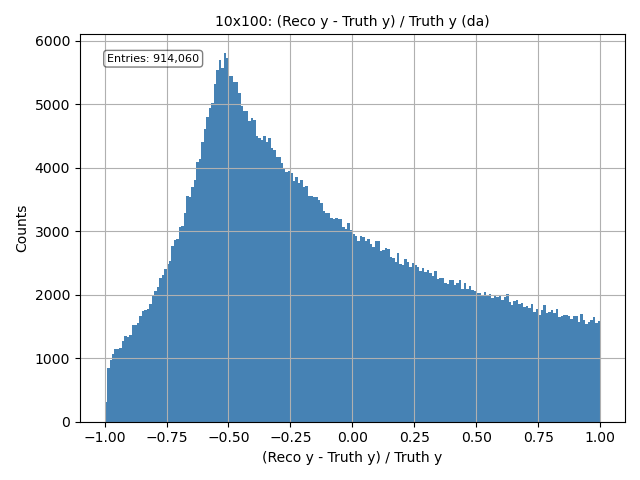 10x100: (Reco y - Truth y) / Truth y (da)
Entries: 914,060
6000
5000
4000
3000
2000
1000
0
Counts
−1.00 −0.75 −0.50 −0.25 0.00 0.25 0.50 0.75 1.00
(Reco y - Truth y) / Truth y